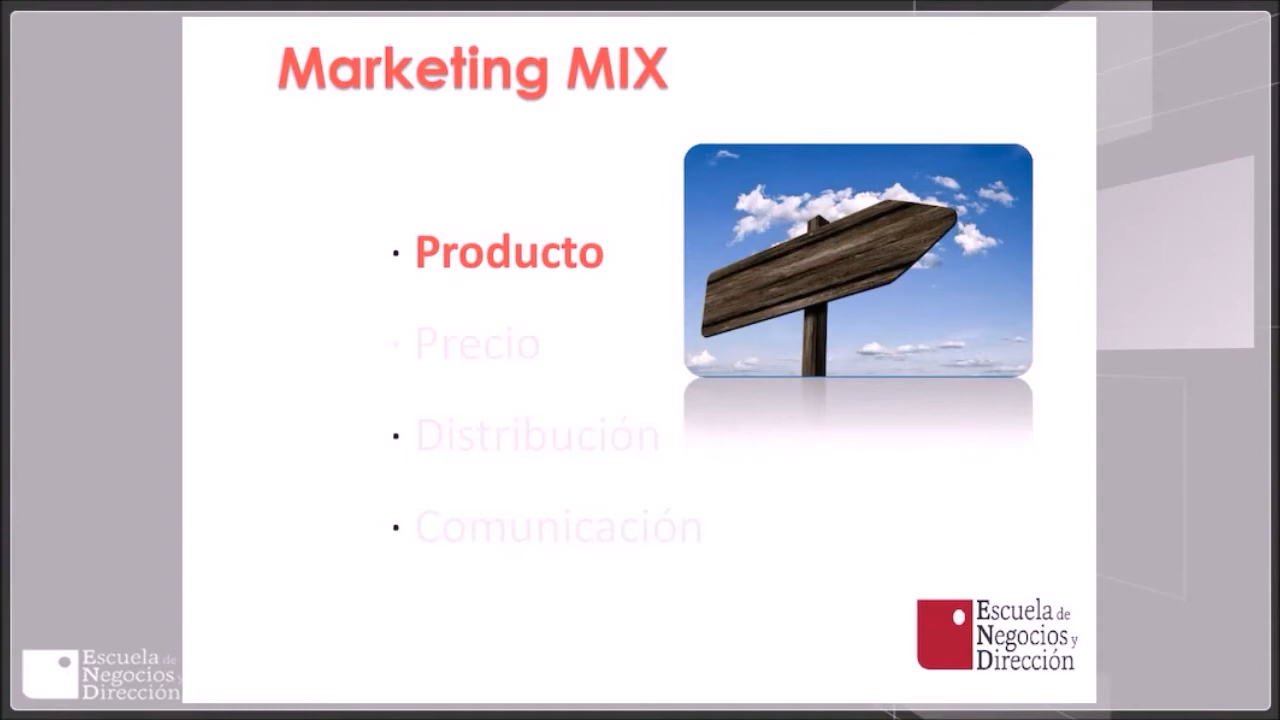 Marketing MIX
· Producto
· Precio
· Distribución
· Comunicación
Escuela de
Negocios y
Dirección
Escuela de
Negocios y
Dirección